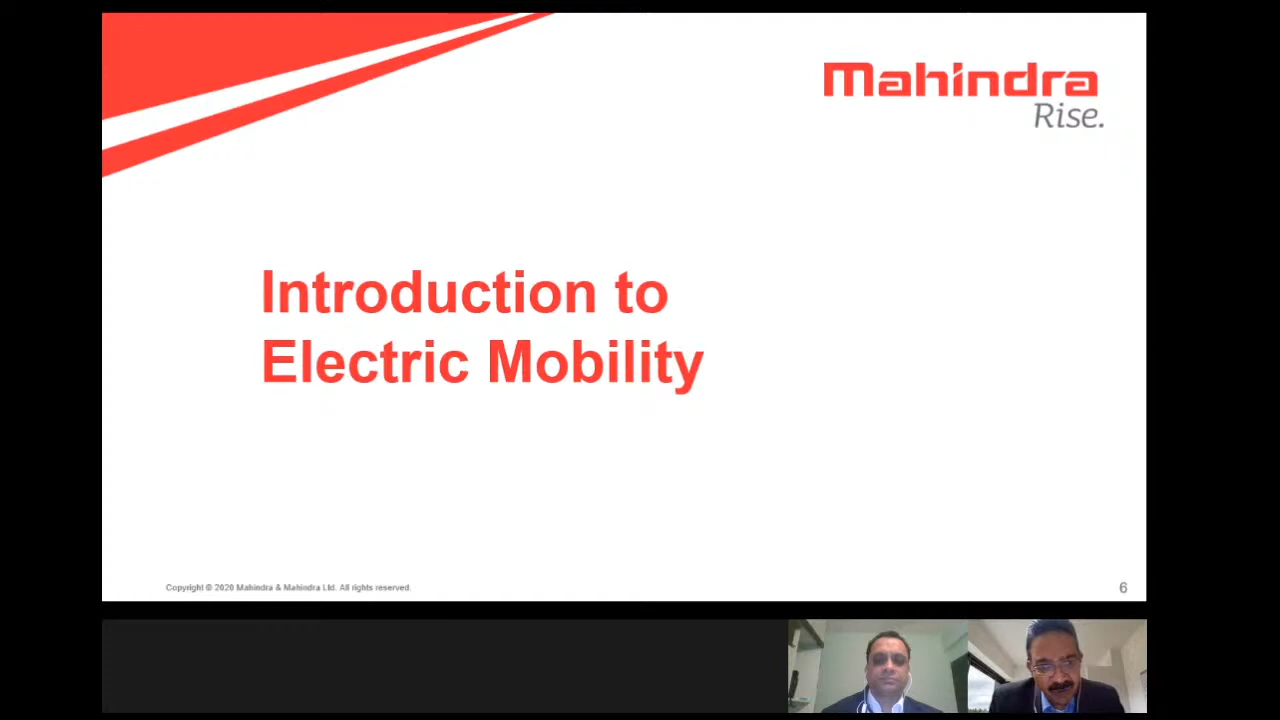 Mahindra
Rise.
Introduction to
Electric Mobility
Copyright © 2020 Mahindra & Mahindra Ltd. All rights reserved.
6